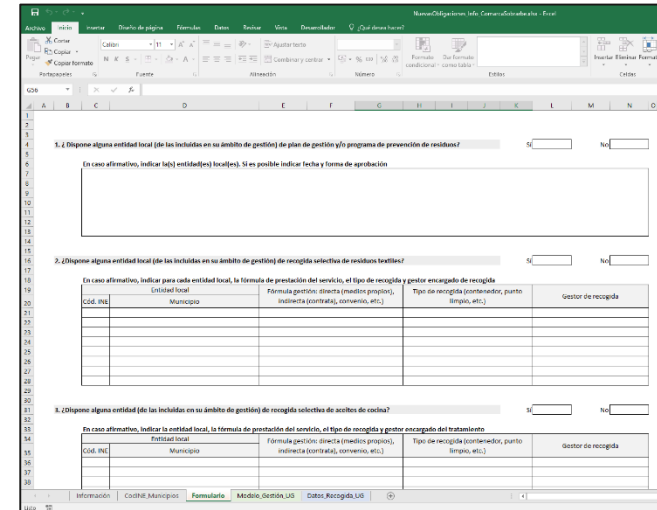 NuevasObligaciones_Info_ComarcaSobrarbe.xlsx - Excel
Archivo Inicio Insertar Diseño de página Fórmulas Datos Revisar Vista Desarrollador ¿Qué desea hacer?
Cortar
Copiar
Copiar formato
Pegar
Calibri 11
N K S
Ajustar texto
Combinar y centrar
% 000
Formato condicional
Dar formato como tabla
Insertar Eliminar Formato
Portapapeles Fuente Alineación Número Estilos Celdas
G56 fx
A B C D E F G H I J K L M N O
1. ¿ Dispone alguna entidad local (de las incluidas en su ámbito de gestión) de plan de gestión y/o programa de prevención de residuos? Sí No
En caso afirmativo, indicar la(s) entidad(es) local(es). Si es posible indicar fecha y forma de aprobación
2. ¿Dispone alguna entidad local (de las incluidas en su ámbito de gestión) de recogida selectiva de residuos textiles? Sí No
En caso afirmativo, indicar para cada entidad local, la fórmula de prestación del servicio, el tipo de recogida y gestor encargado de recogida
Entidad local
Cód. INE Municipio
Fórmula gestión: directa (medios propios), indirecta (contrata), convenio, etc.)
Tipo de recogida (contenedor, punto limpio, etc.)
Gestor de recogida
3. ¿Dispone alguna entidad (de las incluidas en su ámbito de gestión) de recogida selectiva de aceites de cocina? Sí No
En caso afirmativo, indicar la entidad local, la fórmula de prestación del servicio, el tipo de recogida y gestor encargado del tratamiento
Entidad local
Cód. INE Municipio
Fórmula gestión: directa (medios propios), indirecta (contrata), convenio, etc.)
Tipo de recogida (contenedor, punto limpio, etc.)
Gestor de recogida
Información CodINE_Municipios Formulario Modelo_Gestión_UG Datos_Recogida_UG
Listo